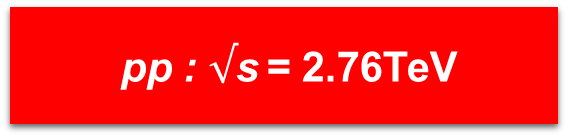 pp : √s = 2.76TeV